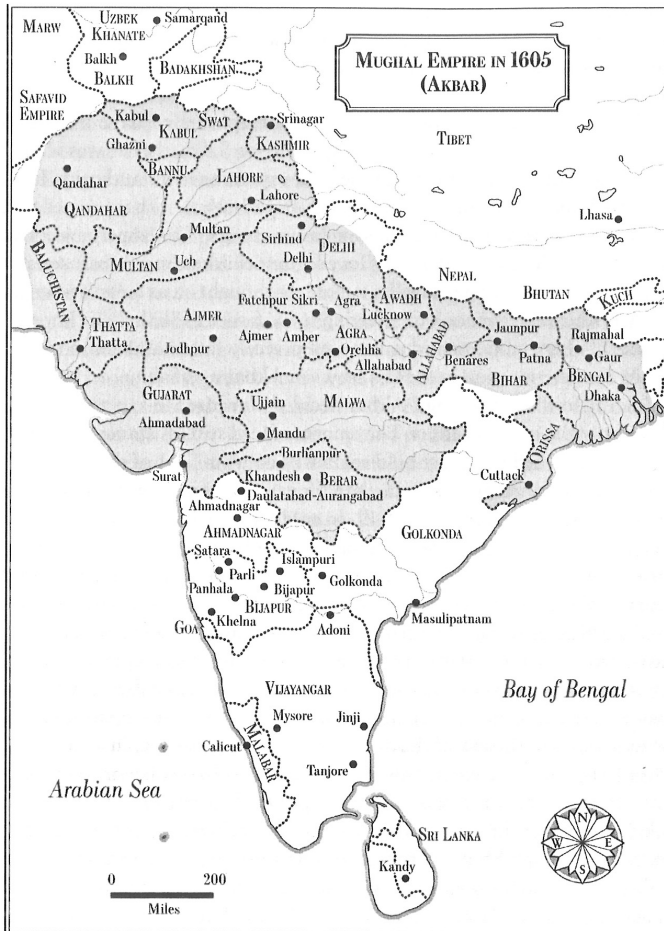 MUGHAL EMPIRE IN 1605
(AKBAR)
MARW
UZBEK
KHANATE
Samarqand
Balkh
BALKH
BADAKHSHAN
SAFAVID
EMPIRE
Kabul
KABUL
SWAT
Srinagar
KASHMIR
TIBET
Ghazni
BANNU
LAHORE
Lahore
Qandahar
QANDAHAR
Lhasa
Multan
Sirhind
DELHI
Delhi
MULTAN
Uch
BALUCHISTAN
NEPAL
BHUTAN
KUCH
Fatehpur Sikri
Agra
AWADH
Lucknow
AJMER
Ajmer
Amber
AGRA
Jodhpur
THATTA
Thatta
Orchha
Allahabad
ALLAHABAD
Benares
Jaunpur
Patna
BIHAR
Rajmahal
Gaur
BENGAL
Dhaka
GUJARAT
Ahmadabad
Ujjain
MALWA
Mandu
ORISSA
Burhanpur
Surat
Khandesh
BERAR
Cuttack
Daulatabad-Aurangabad
Ahmadnagar
AHMADNAGAR
GOLKONDA
Satara
Islampuri
Parli
Golkonda
Panhala
Bijapur
BIJAPUR
Khelna
GOA
Adoni
Masulipatnam
VIJAYANGAR
Bay of Bengal
Mysore
Jinji
Calicut
MALABAR
Tanjore
Arabian Sea
SRI LANKA
Kandy
N
W
E
S
0
200
Miles